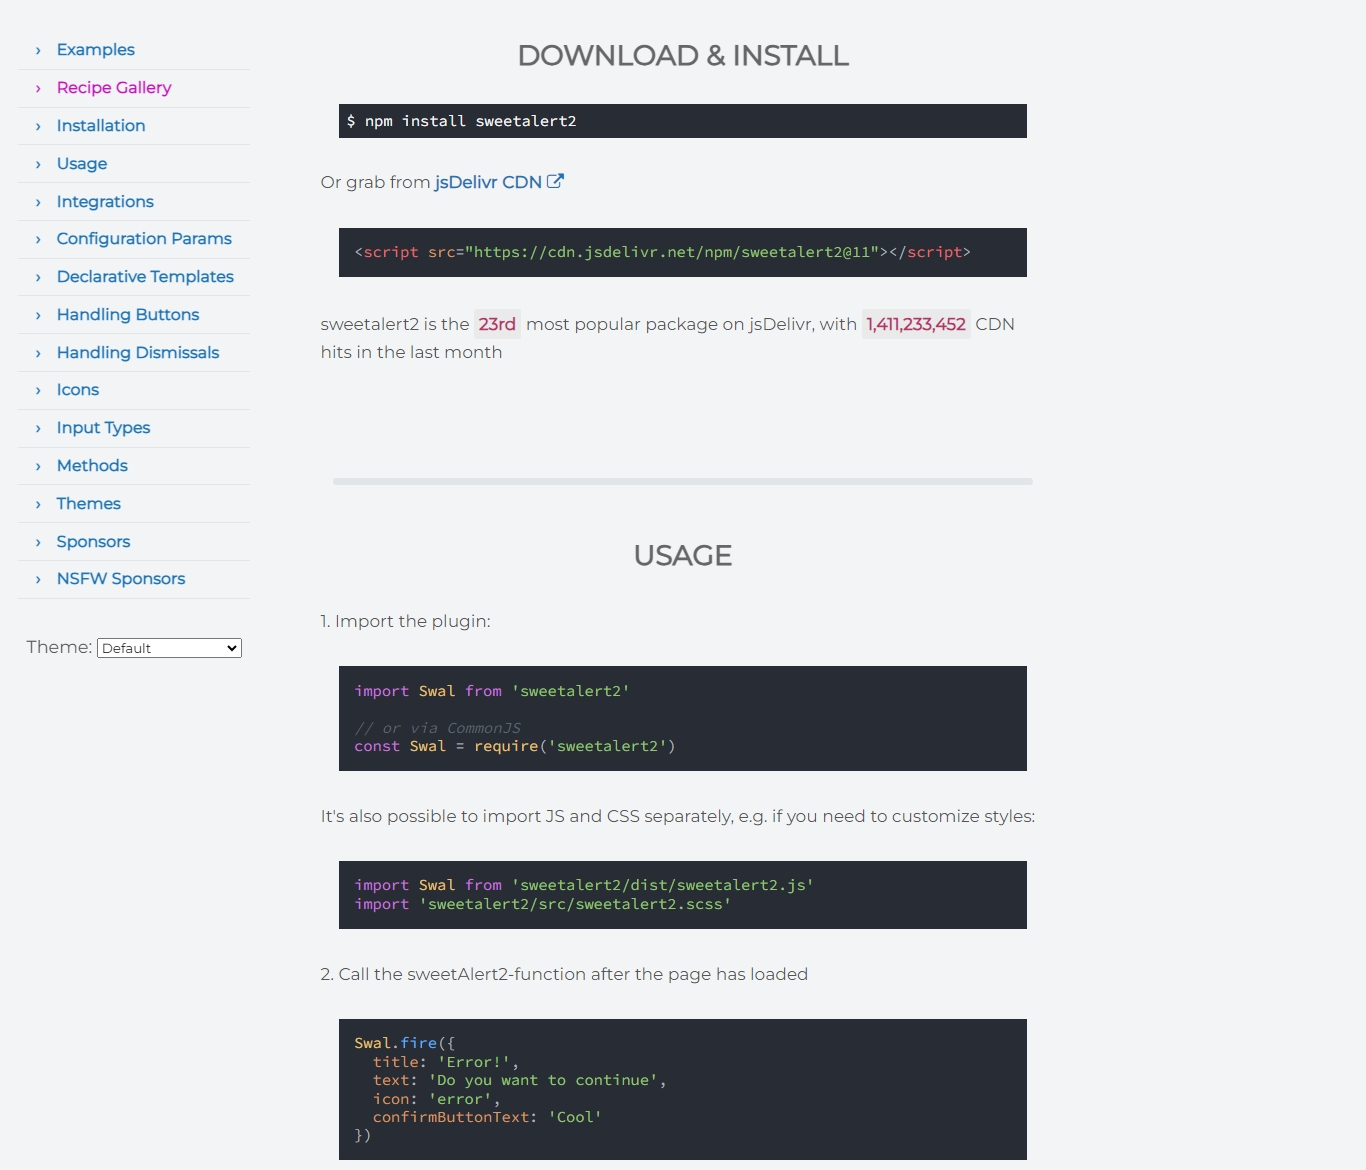 › Examples
› Recipe Gallery
› Installation
› Usage
› Integrations
› Configuration Params
› Declarative Templates
› Handling Buttons
› Handling Dismissals
› Icons
› Input Types
› Methods
› Themes
› Sponsors
› NSFW Sponsors
Theme: Default
DOWNLOAD & INSTALL
$ npm install sweetalert2
Or grab from jsDelivr CDN
<script src="https://cdn.jsdelivr.net/npm/sweetalert2@11"></script>
sweetalert2 is the 23rd most popular package on jsDelivr, with 1,411,233,452 CDN
hits in the last month
USAGE
1. Import the plugin:
import Swal from 'sweetalert2'
// or via CommonJS
const Swal = require('sweetalert2')
It's also possible to import JS and CSS separately, e.g. if you need to customize styles:
import Swal from 'sweetalert2/dist/sweetalert2.js'
import 'sweetalert2/src/sweetalert2.scss'
2. Call the sweetAlert2-function after the page has loaded
Swal.fire({
  title: 'Error!',
  text: 'Do you want to continue',
  icon: 'error',
  confirmButtonText: 'Cool'
})